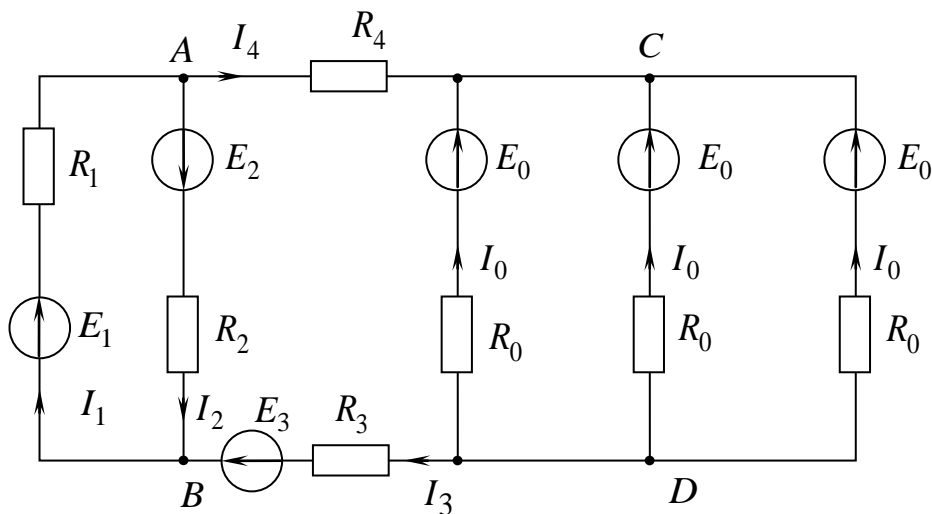 A I₄ R₄ C
R₁ E₂ E₀ E₀ E₀
I₀ I₀ I₀
E₁ R₂ R₀ R₀ R₀
I₁ I₂ E₃ R₃
B I₃ D